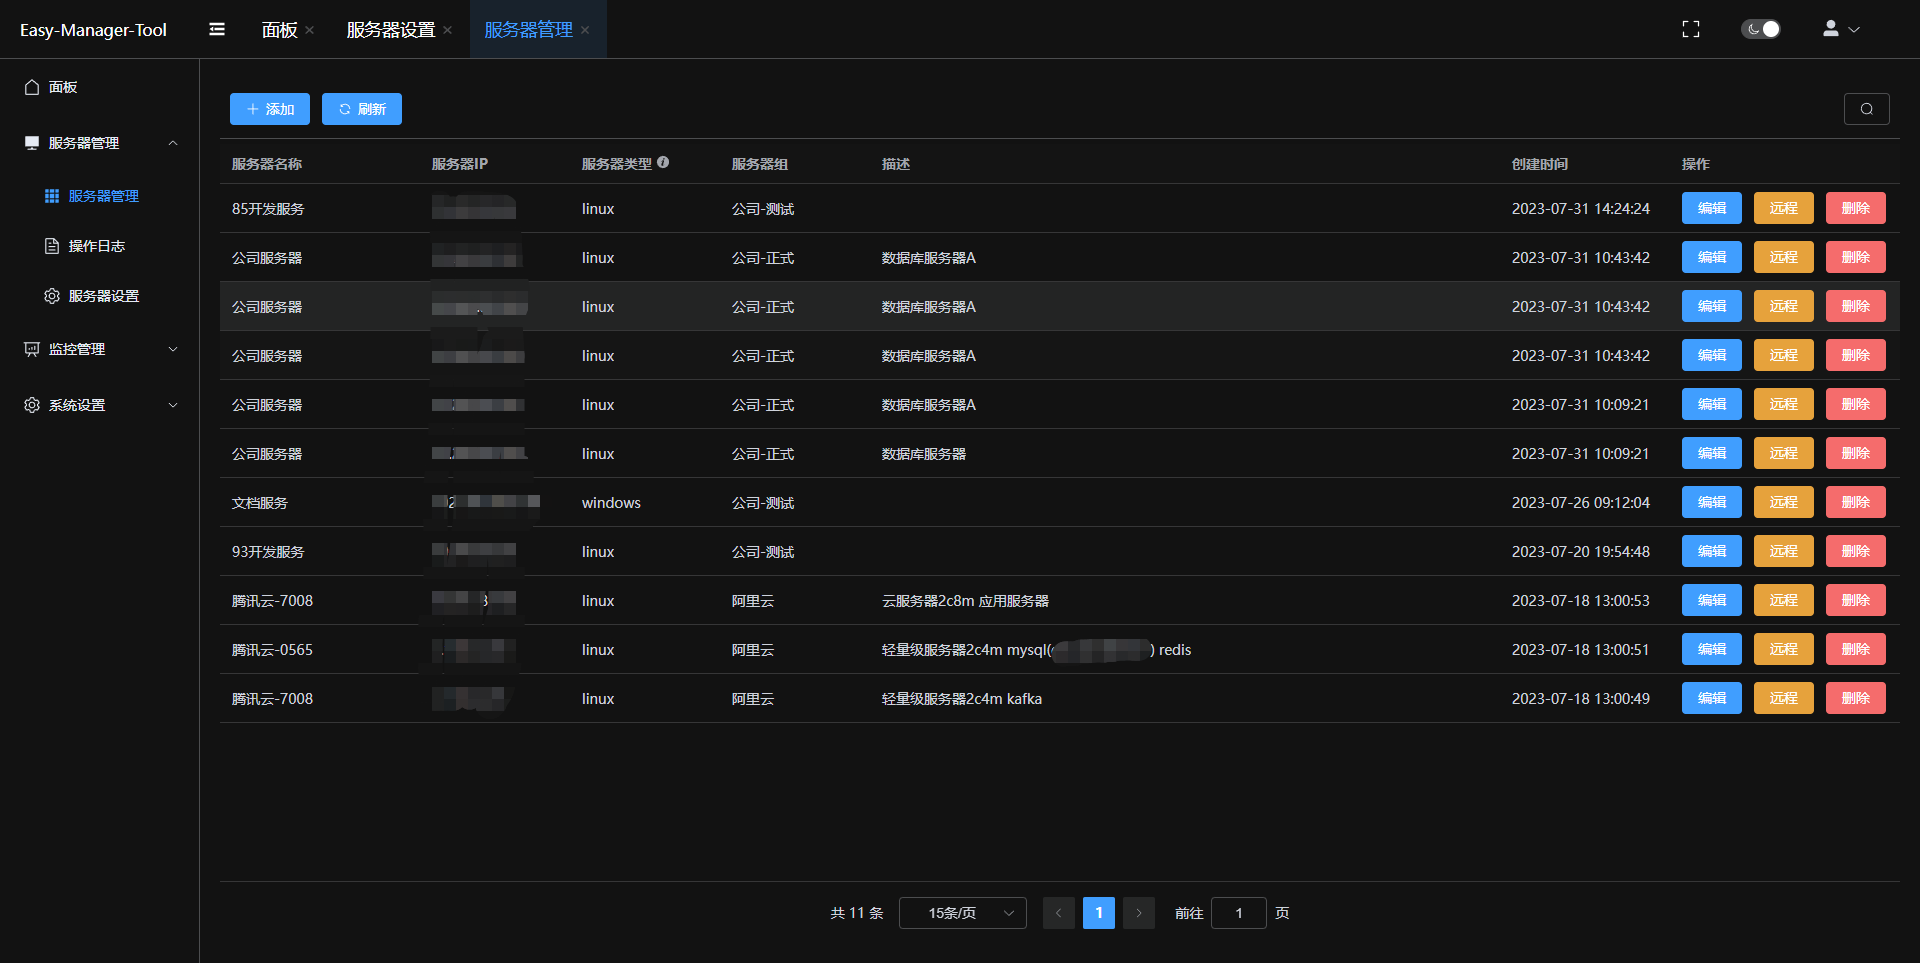 Easy-Manager-Tool
面板
服务器设置
服务器管理
面板
服务器管理
服务器管理
操作日志
服务器设置
监控管理
系统设置
添加
刷新
服务器名称 服务器IP 服务器类型 服务器组 描述 创建时间 操作
85开发服务 linux 公司-测试 2023-07-31 14:24:24 编辑 远程 删除
公司服务器 linux 公司-正式 数据库服务器A 2023-07-31 10:43:42 编辑 远程 删除
公司服务器 linux 公司-正式 数据库服务器A 2023-07-31 10:43:42 编辑 远程 删除
公司服务器 linux 公司-正式 数据库服务器A 2023-07-31 10:43:42 编辑 远程 删除
公司服务器 linux 公司-正式 数据库服务器A 2023-07-31 10:09:21 编辑 远程 删除
公司服务器 linux 公司-正式 数据库服务器 2023-07-31 10:09:21 编辑 远程 删除
文档服务 windows 公司-测试 2023-07-26 09:12:04 编辑 远程 删除
93开发服务 linux 公司-测试 2023-07-20 19:54:48 编辑 远程 删除
腾讯云-7008 linux 阿里云 云服务器2c8m 应用服务器 2023-07-18 13:00:53 编辑 远程 删除
腾讯云-0565 linux 阿里云 轻量级服务器2c4m mysql( ) redis 2023-07-18 13:00:51 编辑 远程 删除
腾讯云-7008 linux 阿里云 轻量级服务器2c4m kafka 2023-07-18 13:00:49 编辑 远程 删除
共 11 条 15条/页 1 前往 1 页